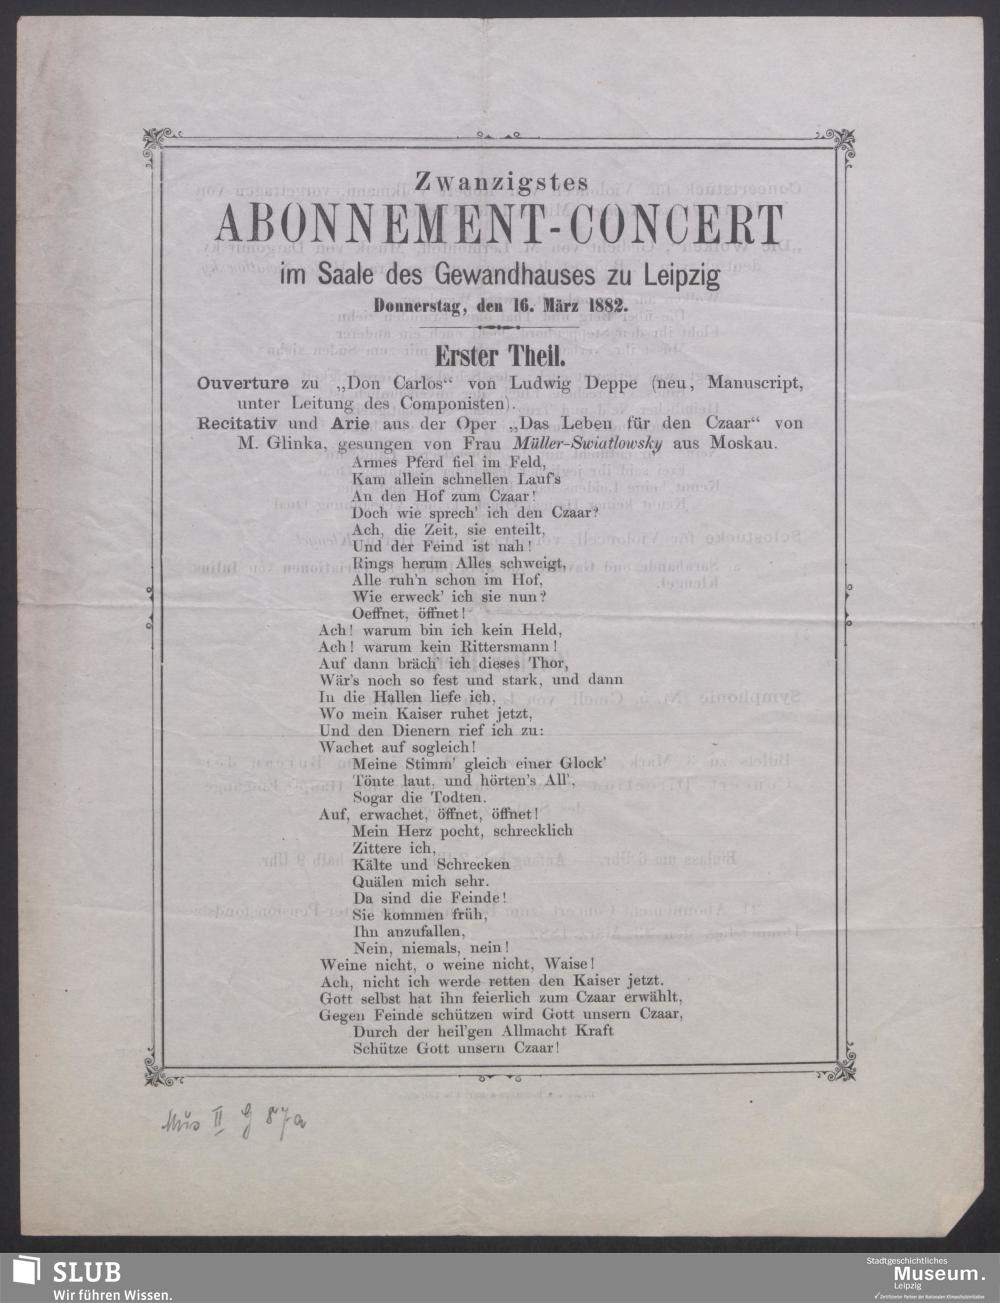 Zwanzigstes
ABONNEMENT-CONCERT
im Saale des Gewandhauses zu Leipzig
Donnerstag, den 16. März 1882.
Erster Theil.
Ouverture zu „Don Carlos“ von Ludwig Deppe (neu, Manuscript,
unter Leitung des Componisten).
Recitativ und Arie aus der Oper „Das Leben für den Czaar“ von
M. Glinka, gesungen von Frau Müller-Swiatlowsky aus Moskau.
Armes Pferd fiel im Feld,
Kam allein schnellen Lauf's
An den Hof zum Czaar!
Doch wie sprech' ich den Czaar?
Ach, die Zeit, sie enteilt,
Und der Feind ist nah!
Rings herum Alles schweigt,
Alle ruh'n schon im Hof,
Wie erweck' ich sie nun?
Oeffnet, öffnet!
Ach! warum bin ich kein Held,
Ach! warum kein Rittersmann!
Auf dann bräch' ich dieses Thor,
Wär's noch so fest und stark, und dann
In die Hallen liefe ich,
Wo mein Kaiser ruhet jetzt,
Und den Dienern rief ich zu:
Wachet auf sogleich!
Meine Stimm' gleich einer Glock'
Tönte laut, und hörten's All',
Sogar die Todten.
Auf, erwachet, öffnet, öffnet!
Mein Herz pocht, schrecklich
Zittere ich,
Kälte und Schrecken
Quälen mich sehr.
Da sind die Feinde!
Sie kommen früh,
Ihn anzufallen,
Nein, niemals, nein!
Weine nicht, o weine nicht, Waise!
Ach, nicht ich werde retten den Kaiser jetzt.
Gott selbst hat ihn feierlich zum Czaar erwählt,
Gegen Feinde schützen wird Gott unsern Czaar,
Durch der heil'gen Allmacht Kraft
Schütze Gott unsern Czaar!
Mus II G 87a
SLUB
Wir führen Wissen.
Stadtgeschichtliches
Museum.
Leipzig
Zertifizierter Partner der Nationalen Klimaschutzinitiative